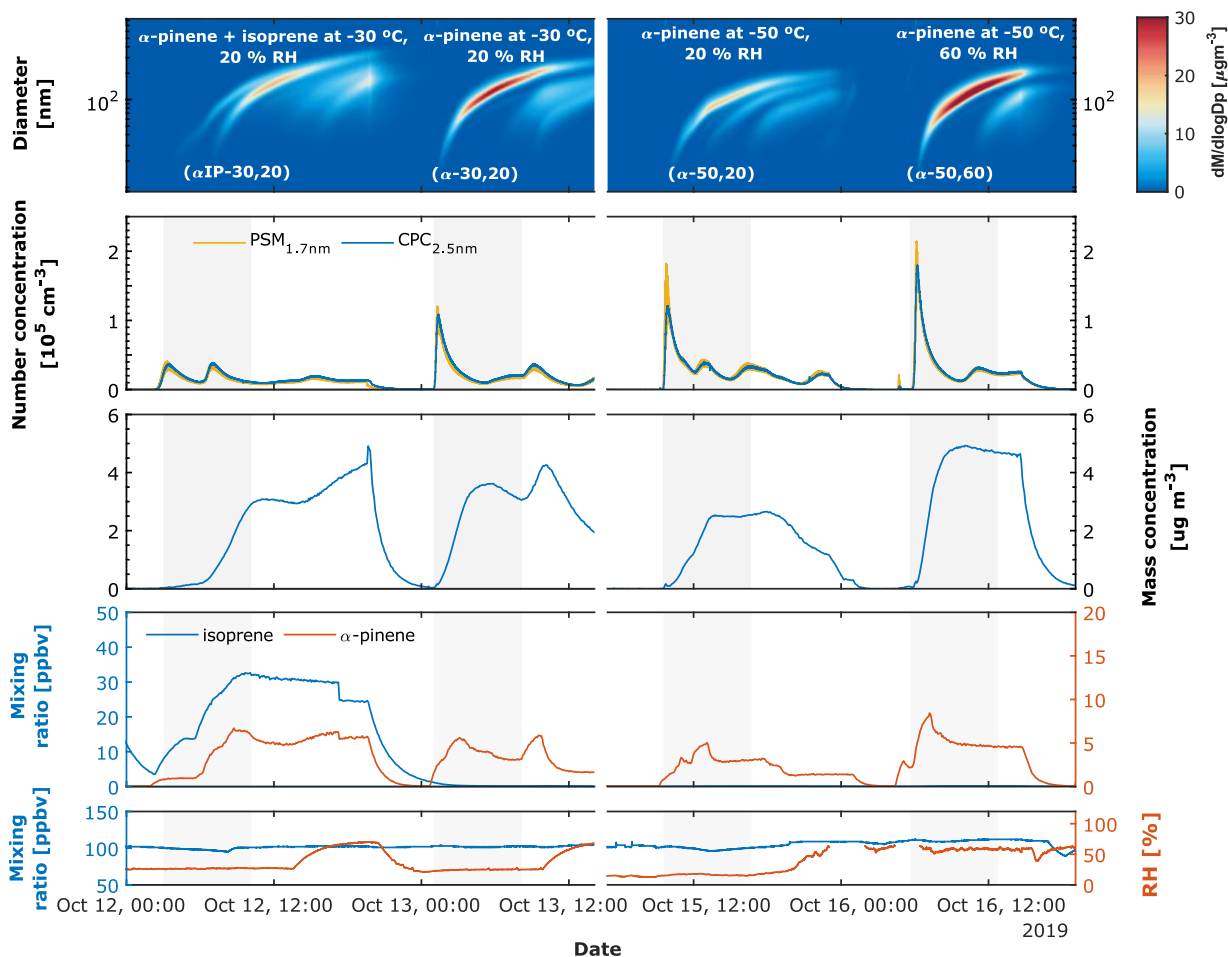 α-pinene + isoprene at -30 ºC,
20 % RH
α-pinene at -30 ºC,
20 % RH
α-pinene at -50 ºC,
20 % RH
α-pinene at -50 ºC,
60 % RH
(αIP-30,20)
(α-30,20)
(α-50,20)
(α-50,60)
Diameter
[nm]
10²
10²
30
20
10
0
dM/dlogDp [μgm⁻³]
PSM₁.₇ₙₘ
CPC₂.₅ₙₘ
Number concentration
[10⁵ cm⁻³]
2
1
0
2
1
0
6
4
2
0
6
4
2
0
Mass concentration
[ug m⁻³]
isoprene
α-pinene
Mixing
ratio [ppbv]
50
40
30
20
10
0
20
15
10
5
0
Mixing
ratio [ppbv]
150
100
50
100
50
0
RH [%]
Oct 12, 00:00
Oct 12, 12:00
Oct 13, 00:00
Oct 13, 12:00
Oct 15, 12:00
Oct 16, 00:00
Oct 16, 12:00
2019
Date